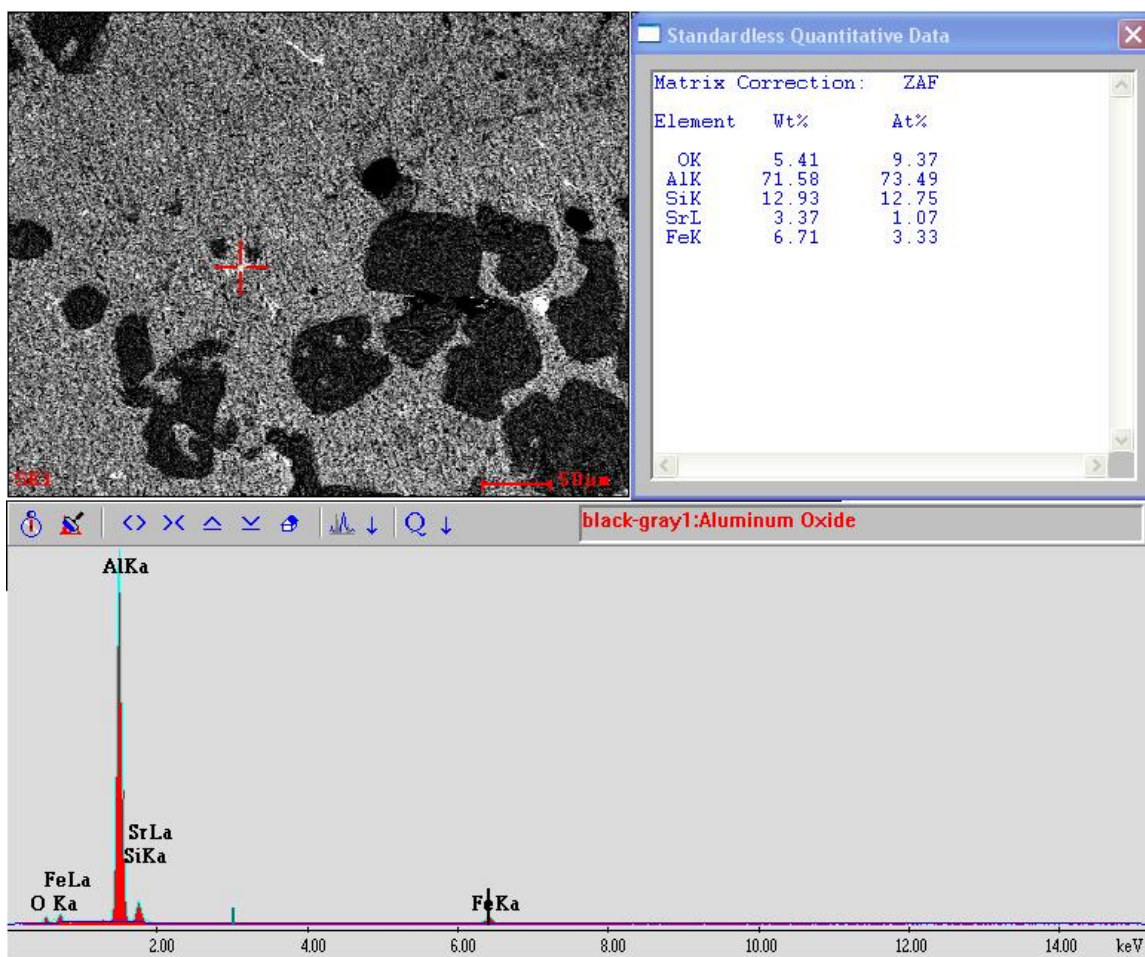 Standardless Quantitative Data
Matrix Correction: ZAF
Element Wt% At%
OK 5.41 9.37
AlK 71.58 73.49
SiK 12.93 12.75
SrL 3.37 1.07
FeK 6.71 3.33
50µm
black-gray1:Aluminum Oxide
AlKa
SrLa
SiKa
FeLa
O Ka
FeKa
2.00 4.00 6.00 8.00 10.00 12.00 14.00 keV